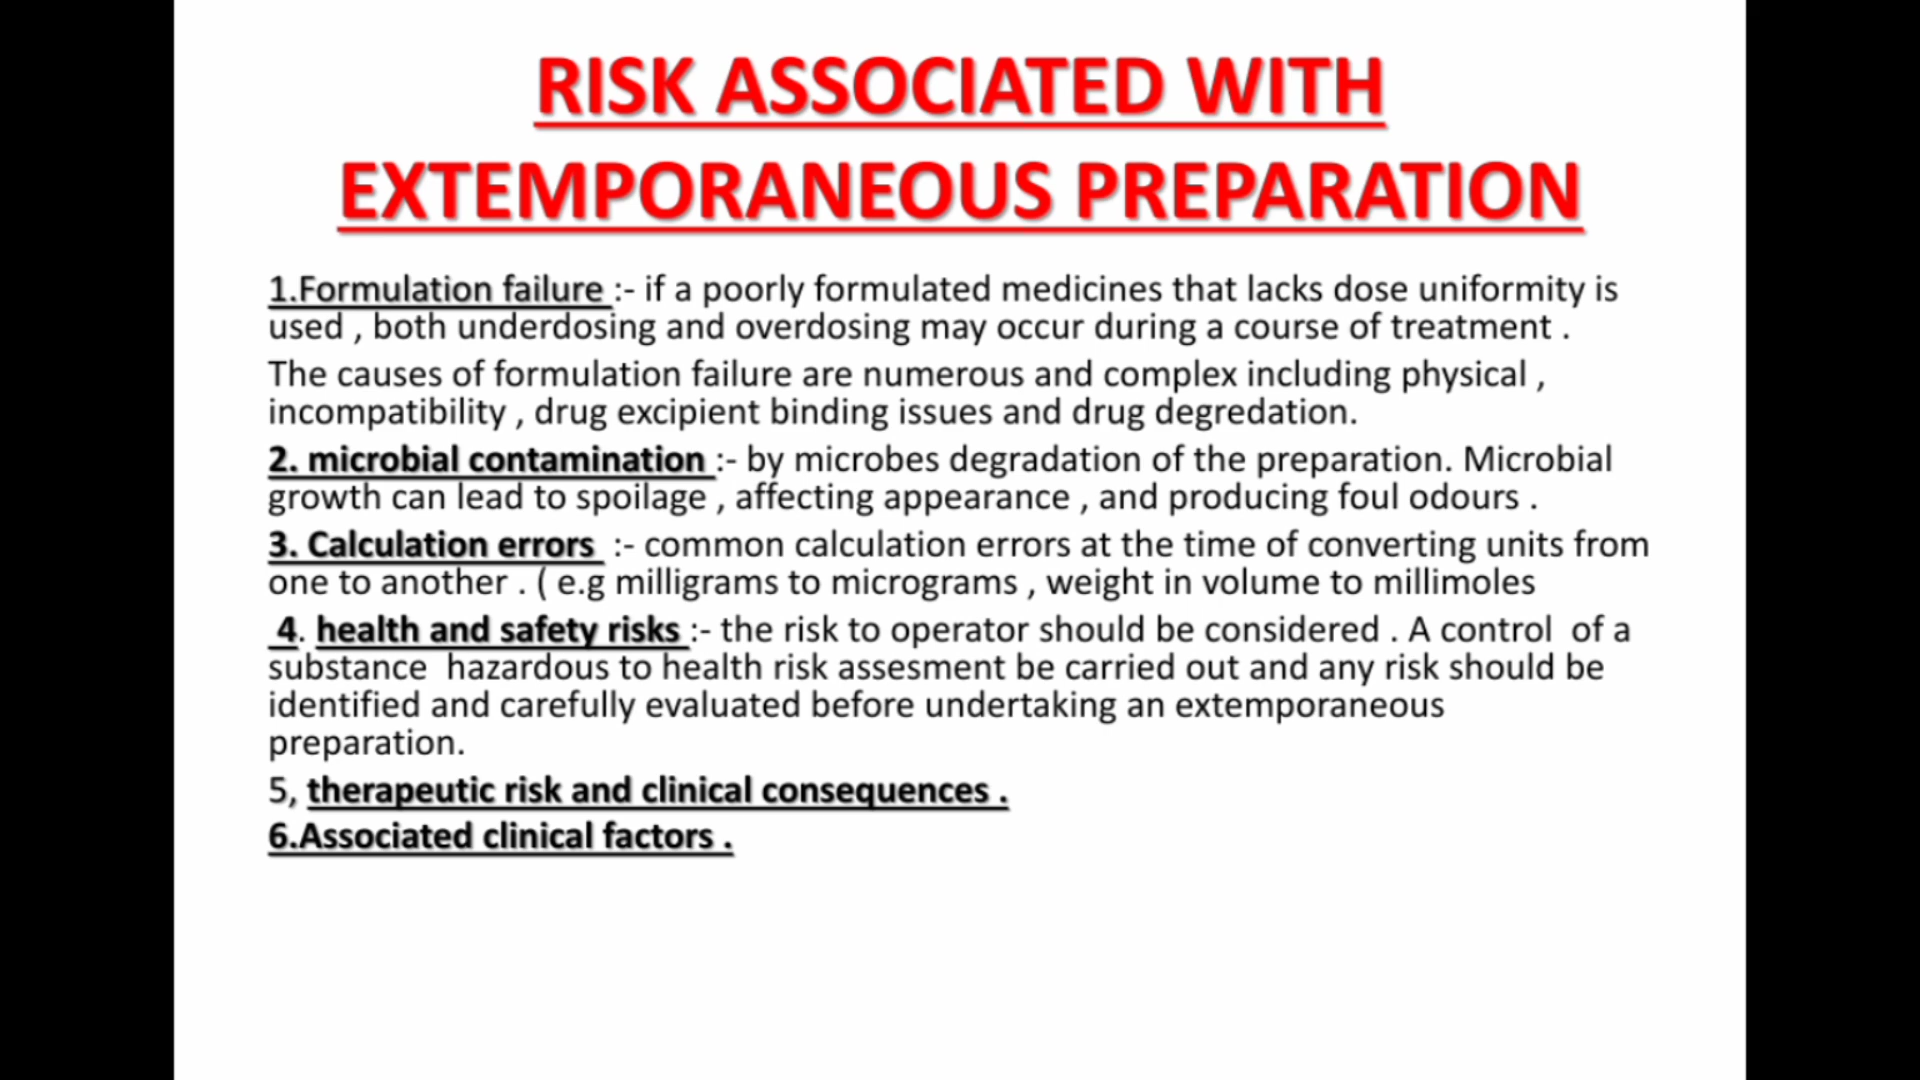 RISK ASSOCIATED WITH
EXTEMPORANEOUS PREPARATION
1.Formulation failure :- if a poorly formulated medicines that lacks dose uniformity is
used , both underdosing and overdosing may occur during a course of treatment .
The causes of formulation failure are numerous and complex including physical ,
incompatibility , drug excipient binding issues and drug degredation.
2. microbial contamination :- by microbes degradation of the preparation. Microbial
growth can lead to spoilage , affecting appearance , and producing foul odours .
3. Calculation errors :- common calculation errors at the time of converting units from
one to another . ( e.g milligrams to micrograms , weight in volume to millimoles
4. health and safety risks :- the risk to operator should be considered . A control of a
substance hazardous to health risk assesment be carried out and any risk should be
identified and carefully evaluated before undertaking an extemporaneous
preparation.
5, therapeutic risk and clinical consequences .
6.Associated clinical factors .